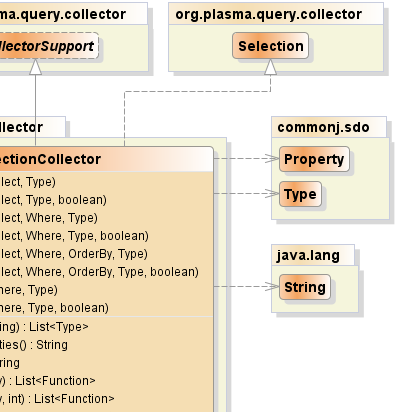 ma.query.collector
org.plasma.query.collector
llectorSupport
Selection
llector
commonj.sdo
ectionCollector
Property
Type
lect, Type)
lect, Type, boolean)
lect, Where, Type)
lect, Where, Type, boolean)
lect, Where, OrderBy, Type)
lect, Where, OrderBy, Type, boolean)
here, Type)
here, Type, boolean)
java.lang
String
ing) : List<Type>
ties() : String
ring
y) : List<Function>
y, int) : List<Function>